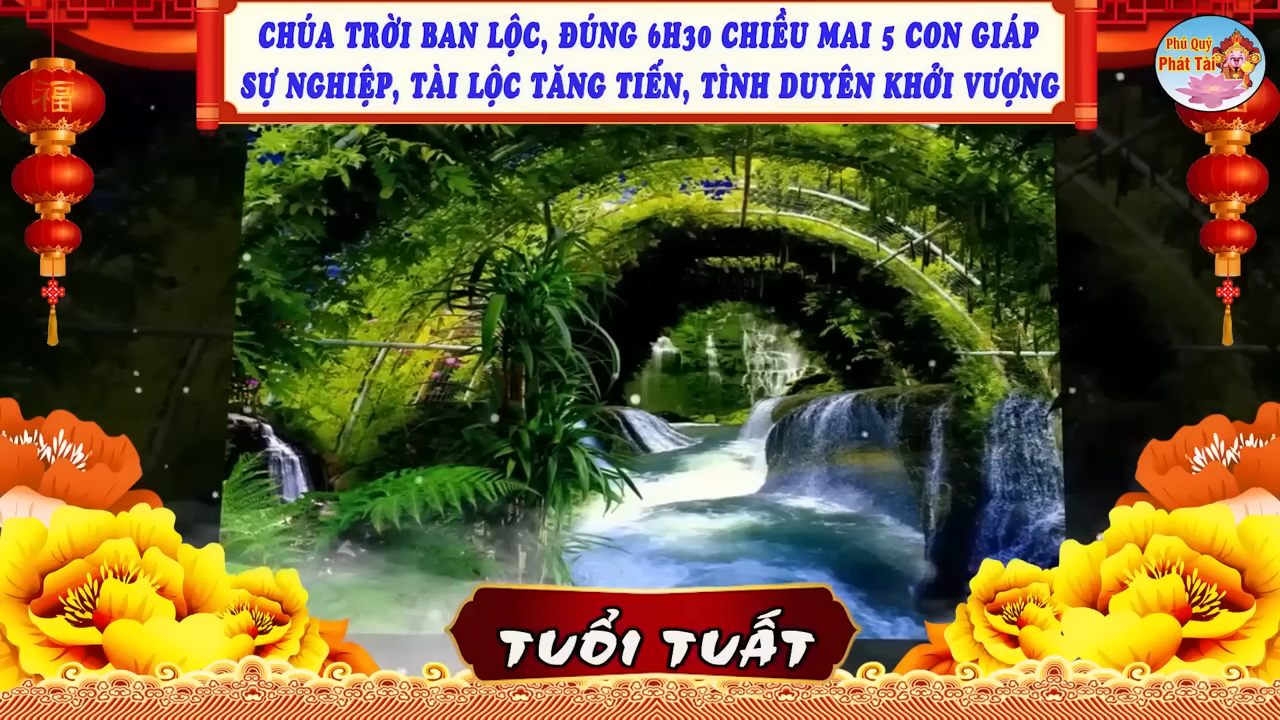 CHÚA TRỜI BAN LỘC, ĐÚNG 6H30 CHIỀU MAI 5 CON GIÁP
SỰ NGHIỆP, TÀI LỘC TĂNG TIẾN, TÌNH DUYÊN KHỞI VƯỢNG
Phú Quý
Phát Tài
福
TUỔI TUẤT